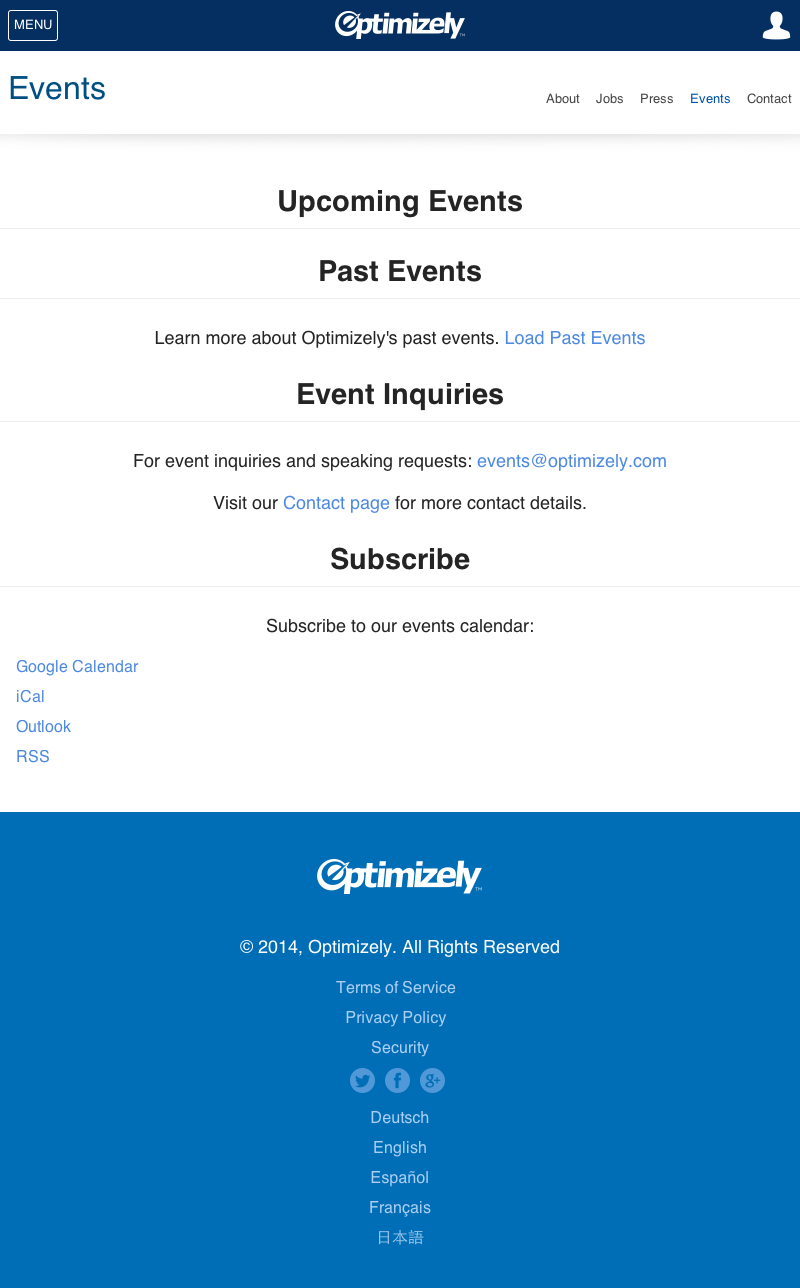 MENU
Optimizely™
Events
About Jobs Press Events Contact
Upcoming Events
Past Events
Learn more about Optimizely's past events. Load Past Events
Event Inquiries
For event inquiries and speaking requests: events@optimizely.com
Visit our Contact page for more contact details.
Subscribe
Subscribe to our events calendar:
Google Calendar
iCal
Outlook
RSS
Optimizely™
© 2014, Optimizely. All Rights Reserved
Terms of Service
Privacy Policy
Security
Deutsch
English
Español
Français
日本語